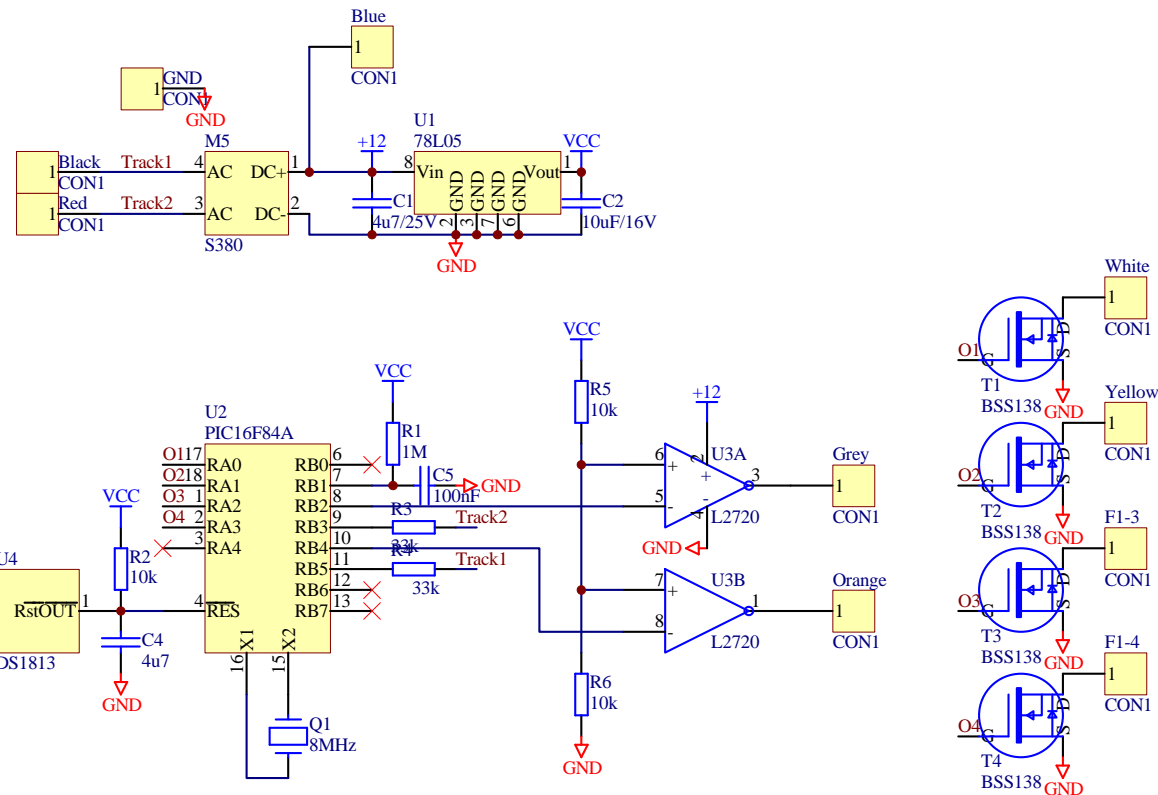 Blue
1
CON1
1
GND
CON1
GND
M5
Black
Track1
4
AC
DC+
1
1
CON1
Red
Track2
3
AC
DC-
2
1
CON1
S380
+12
U1
78L05
VCC
8
Vin
Vout
1
GND
GND
GND
GND
2
3
7
6
C1
4u7/25V
C2
10uF/16V
GND
White
1
CON1
O1
G
D
S
T1
BSS138
GND
Yellow
1
CON1
O2
G
D
S
T2
BSS138
GND
F1-3
1
CON1
O3
G
D
S
T3
BSS138
GND
F1-4
1
CON1
O4
G
D
S
T4
BSS138
GND
VCC
R5
10k
VCC
R1
1M
U2
PIC16F84A
O1
17
RA0
RB0
6
O2
18
RA1
RB1
7
O3
1
RA2
RB2
8
O4
2
RA3
RB3
9
3
RA4
RB4
10
RB5
11
RB6
12
RB7
13
4
RES
X1
X2
16
15
C5
100nF
GND
R3
33k
Track2
R4
33k
Track1
VCC
R2
10k
U4
RstOUT
1
DS1813
C4
4u7
GND
Q1
8MHz
+12
6
+
5
-
2
+
-
4
U3A
3
L2720
GND
Grey
1
CON1
7
+
8
-
U3B
1
L2720
Orange
1
CON1
R6
10k
GND